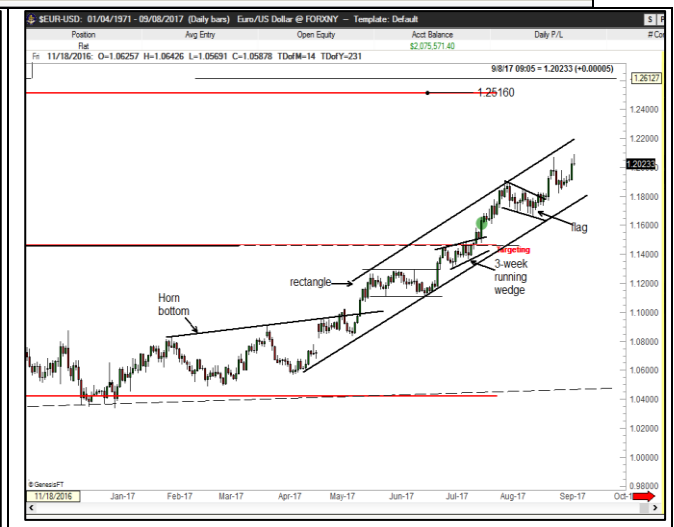 $EUR-USD: 01/04/1971 - 09/08/2017 (Daily bars) Euro/US Dollar @ FORXNY – Template: Default S
Position Avg Entry Open Equity Acct Balance Daily P/L # Co
Flat $2,075,571.40
Fri 11/18/2016: O=1.06257 H=1.06426 L=1.05691 C=1.05878 TDofM=14 TDofY=231
9/8/17 09:05 = 1.20233 (+0.00005)
1.26127
1.25160
1.24000
1.22000
1.20233
1.18000
flag
1.16000
targeting
1.14000
3-week
running
wedge
rectangle
1.12000
Horn
bottom
1.10000
1.08000
1.06000
1.04000
1.02000
1.00000
0.98000
© GenesisFT
11/18/2016 Jan-17 Feb-17 Mar-17 Apr-17 May-17 Jun-17 Jul-17 Aug-17 Sep-17